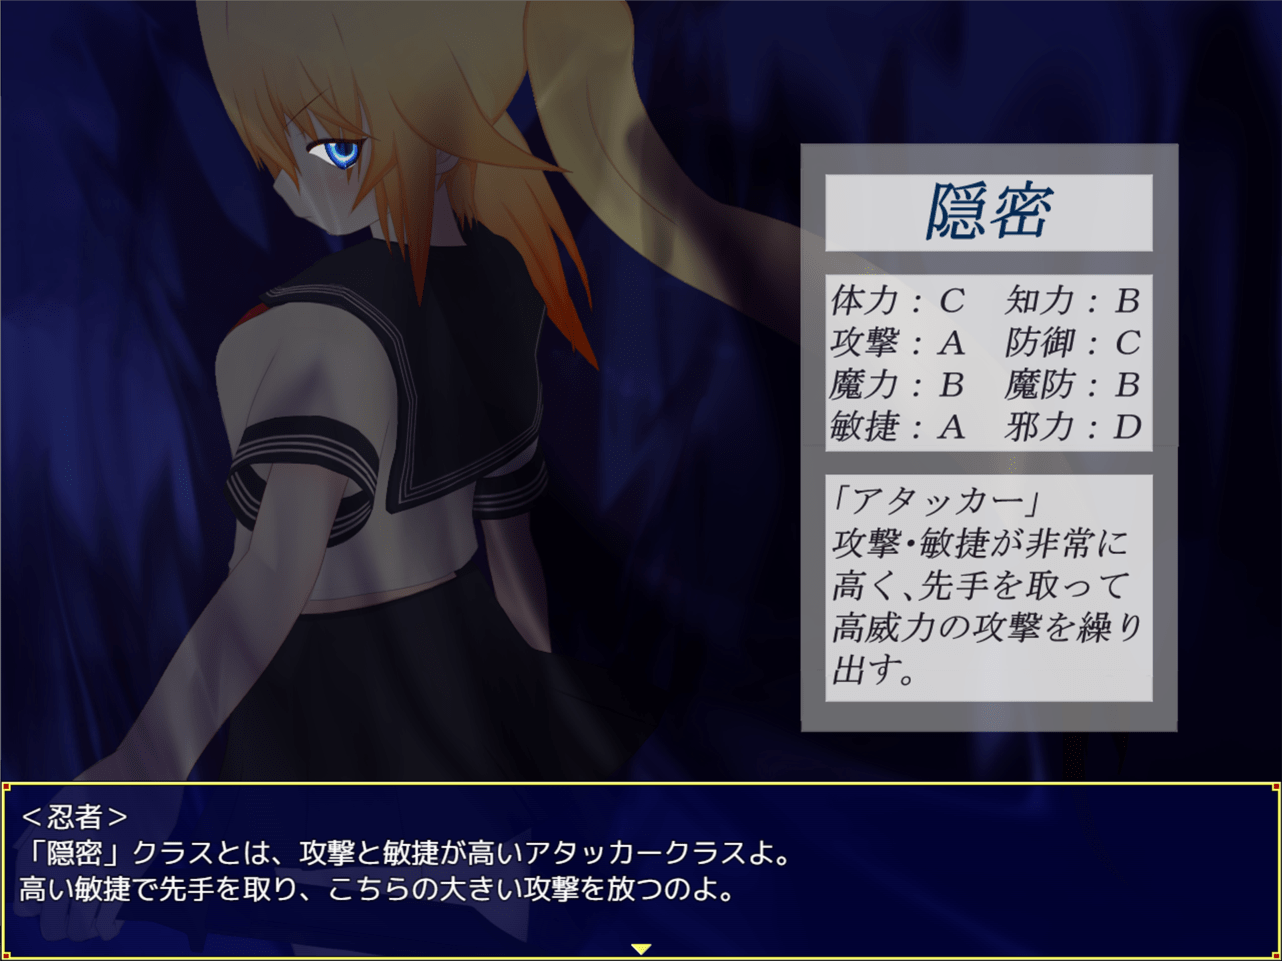 隠密
体力：C　知力：B
攻撃：A　防御：C
魔力：B　魔防：B
敏捷：A　邪力：D
「アタッカー」
攻撃・敏捷が非常に
高く、先手を取って
高威力の攻撃を繰り
出す。
＜忍者＞
「隠密」クラスとは、攻撃と敏捷が高いアタッカークラスよ。
高い敏捷で先手を取り、こちらの大きい攻撃を放つのよ。